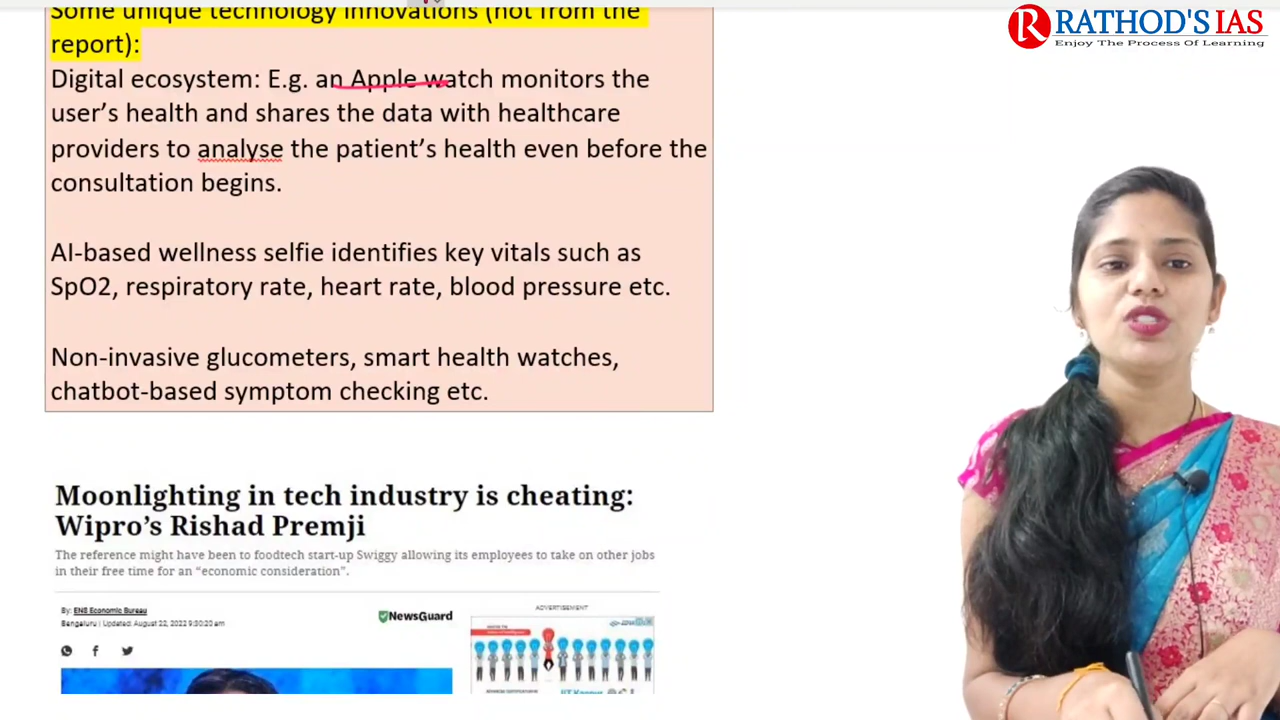 Some unique technology innovations (not from the
report):
Digital ecosystem: E.g. an Apple watch monitors the
user's health and shares the data with healthcare
providers to analyse the patient's health even before the
consultation begins.
AI-based wellness selfie identifies key vitals such as
SpO2, respiratory rate, heart rate, blood pressure etc.
Non-invasive glucometers, smart health watches,
chatbot-based symptom checking etc.
Moonlighting in tech industry is cheating:
Wipro's Rishad Premji
The reference might have been to foodtech start-up Swiggy allowing its employees to take on other jobs
in their free time for an “economic consideration”.
By: ENS Economic Bureau
Bengaluru | Updated: August 22, 2022 9:30:20 am
NewsGuard
ADVERTISEMENT
R RATHOD'S IAS
Enjoy The Process Of Learning